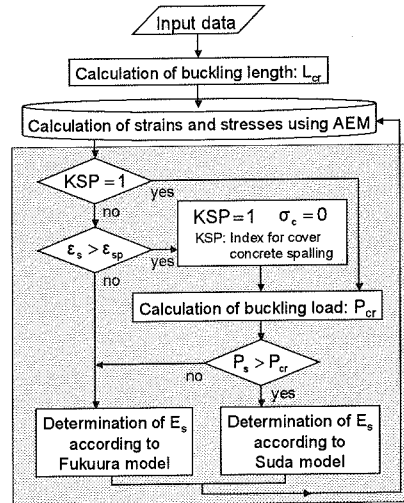 Input data
Calculation of buckling length: Lcr
Calculation of strains and stresses using AEM
KSP=1
yes
no
KSP=1 σc=0
KSP: Index for cover
concrete spalling
εs > εsp
yes
no
Calculation of buckling load: Pcr
Ps > Pcr
no
yes
Determination of Es
according to
Fukuura model
Determination of Es
according to
Suda model